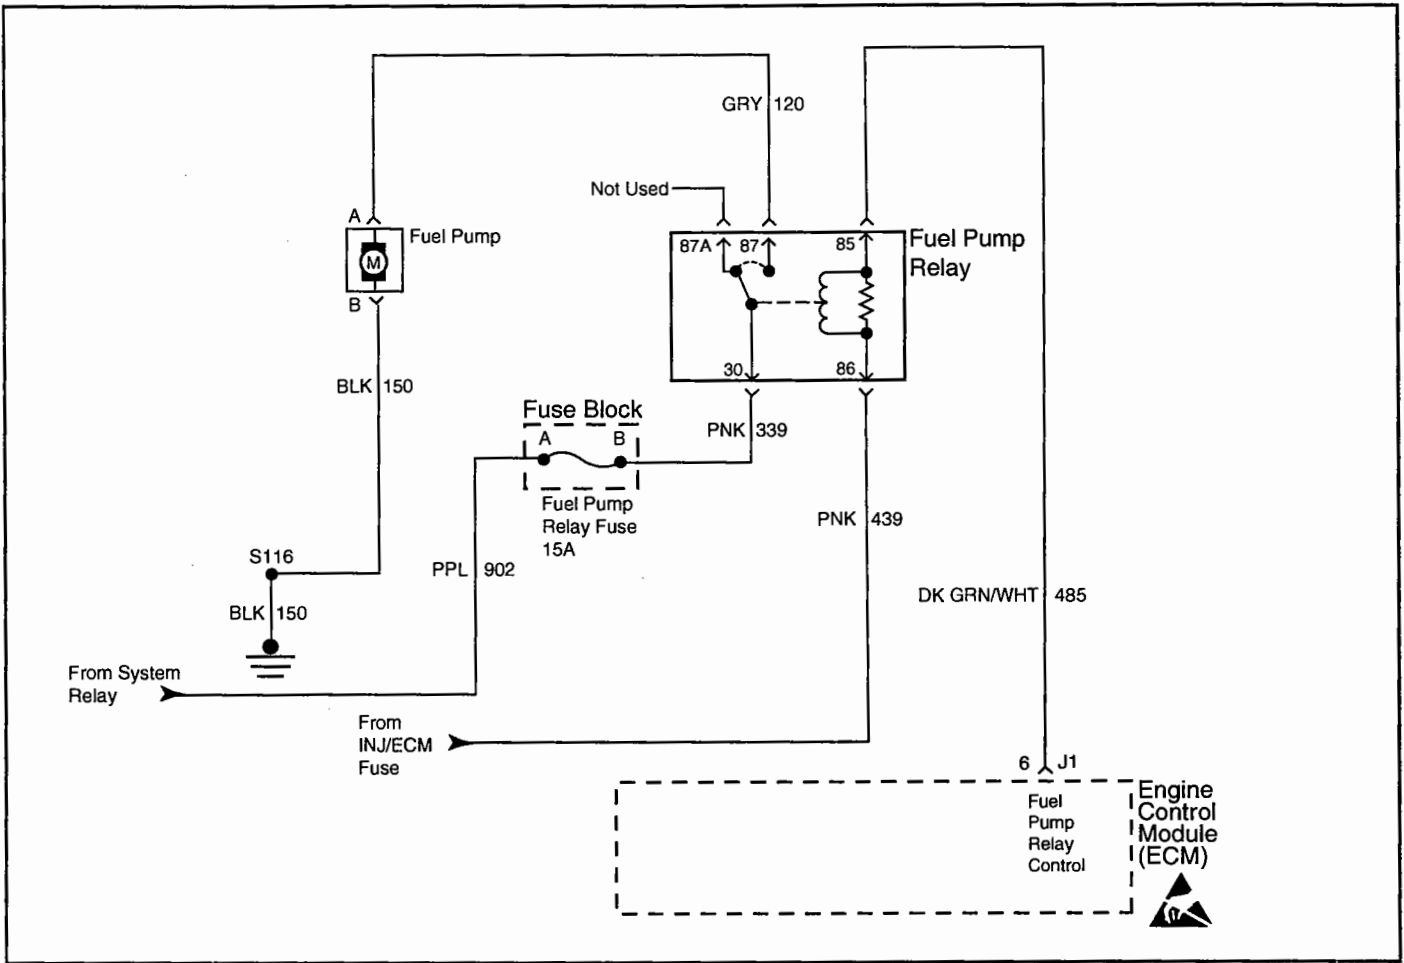 GRY 120
Not Used
A
Fuel Pump
M
B
87A 87 85
Fuel Pump
Relay
30 86
BLK 150
Fuse Block
A B
PNK 339
Fuel Pump
Relay Fuse
15A
PNK 439
S116
PPL 902
BLK 150
DK GRN/WHT 485
From System
Relay
From
INJ/ECM
Fuse
6 J1
Fuel
Pump
Relay
Control
Engine
Control
Module
(ECM)